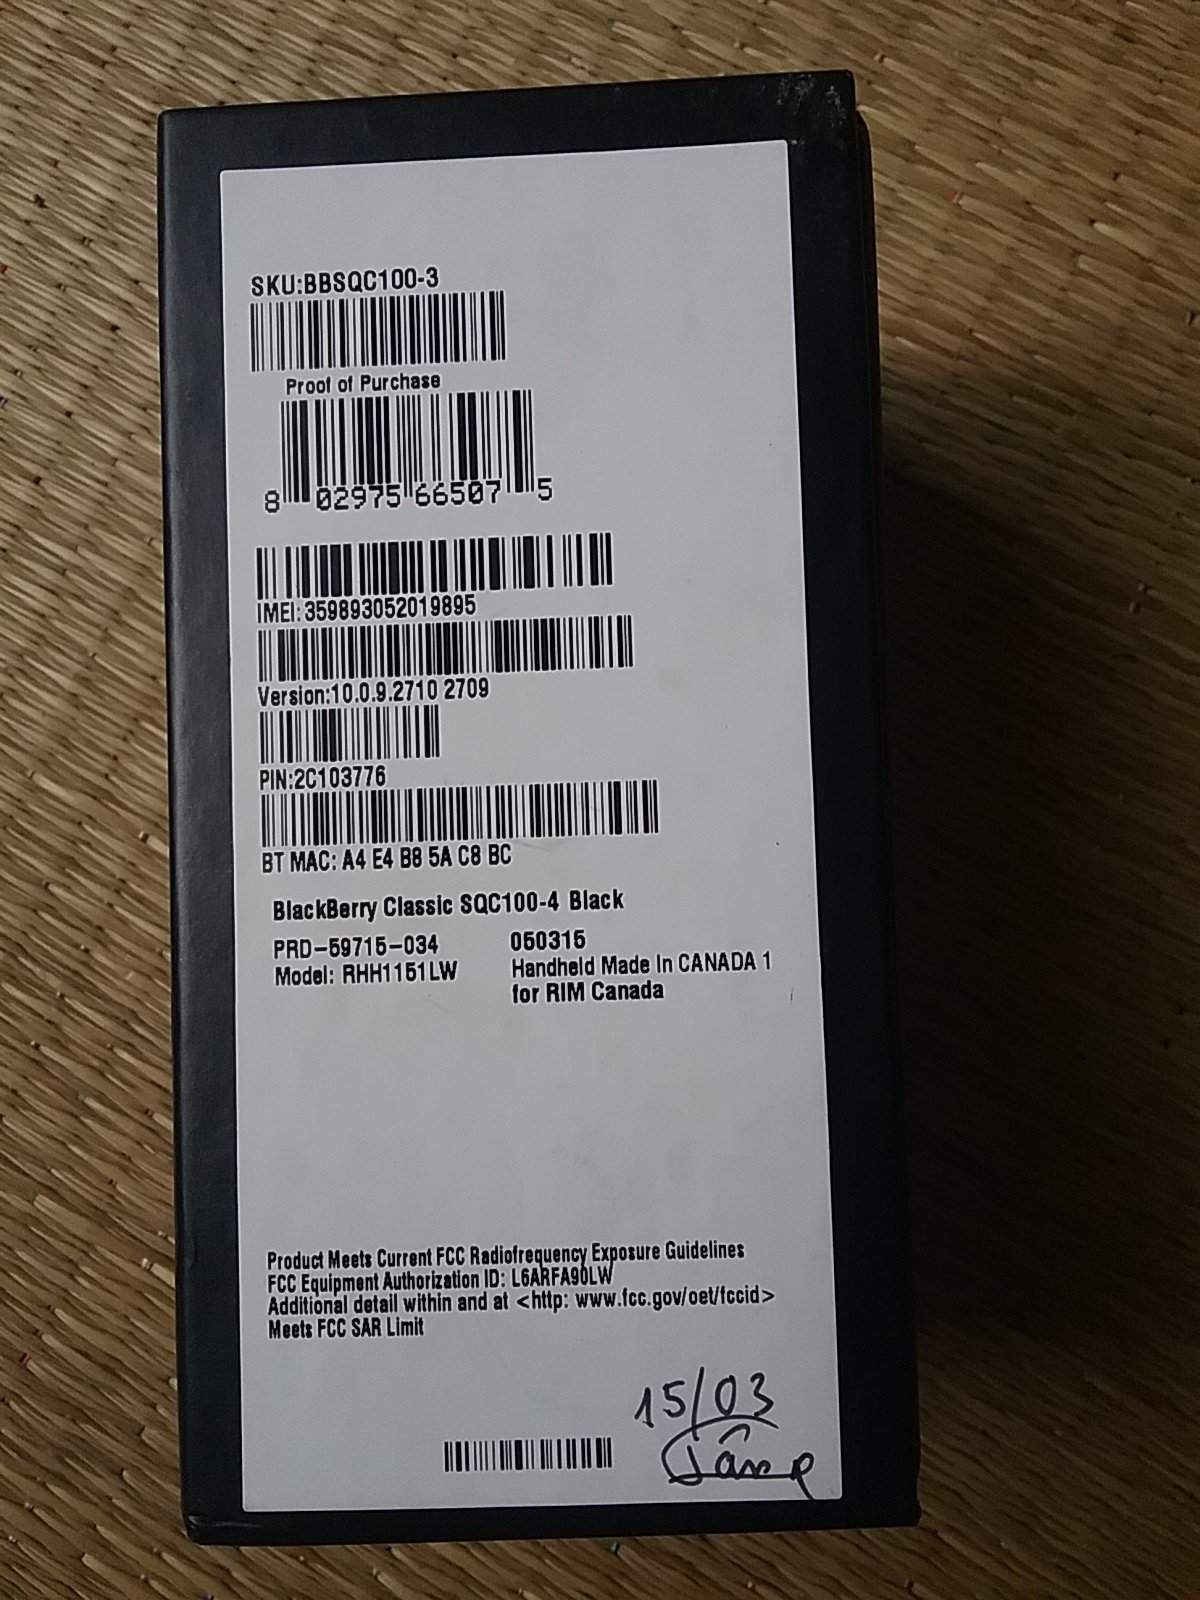 SKU:BBSQC100-3
Proof of Purchase
8 02975 66507 5
IMEI: 359893052019895
Version:10.0.9.2710 2709
PIN:2C103776
BT MAC: A4 E4 B8 5A C8 BC
BlackBerry Classic SQC100-4 Black
PRD-59715-034 050315
Model: RHH1151LW Handheld Made In CANADA 1
for RIM Canada
Product Meets Current FCC Radiofrequency Exposure Guidelines
FCC Equipment Authorization ID: L6ARFA90LW
Additional detail within and at <http: www.fcc.gov/oet/fccid>
Meets FCC SAR Limit
15/03